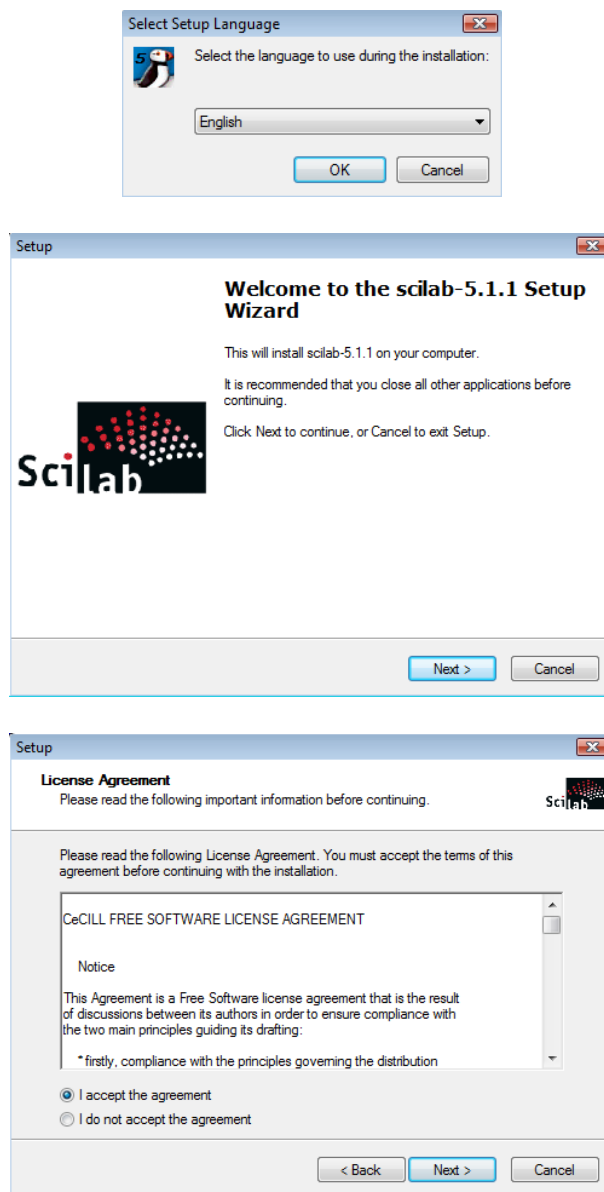 Select Setup Language
5
Select the language to use during the installation:
English
OK Cancel
Setup
Welcome to the scilab-5.1.1 Setup
Wizard
This will install scilab-5.1.1 on your computer.
It is recommended that you close all other applications before
continuing.
Click Next to continue, or Cancel to exit Setup.
Scilab
Next > Cancel
Setup
License Agreement
Please read the following important information before continuing.
Scilab
Please read the following License Agreement. You must accept the terms of this
agreement before continuing with the installation.
CeCILL FREE SOFTWARE LICENSE AGREEMENT
Notice
This Agreement is a Free Software license agreement that is the result
of discussions between its authors in order to ensure compliance with
the two main principles guiding its drafting:
* firstly, compliance with the principles governing the distribution
I accept the agreement
I do not accept the agreement
< Back Next > Cancel